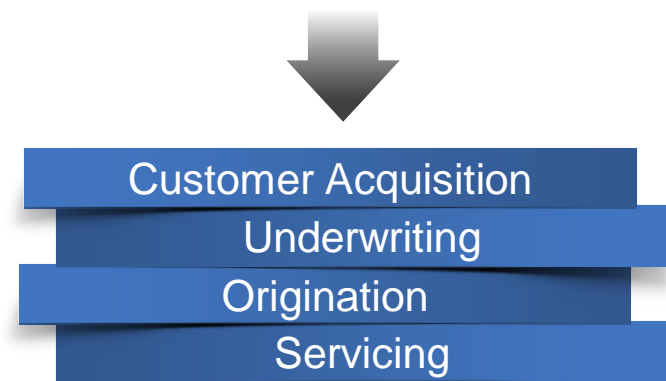 Customer Acquisition
Underwriting
Origination
Servicing